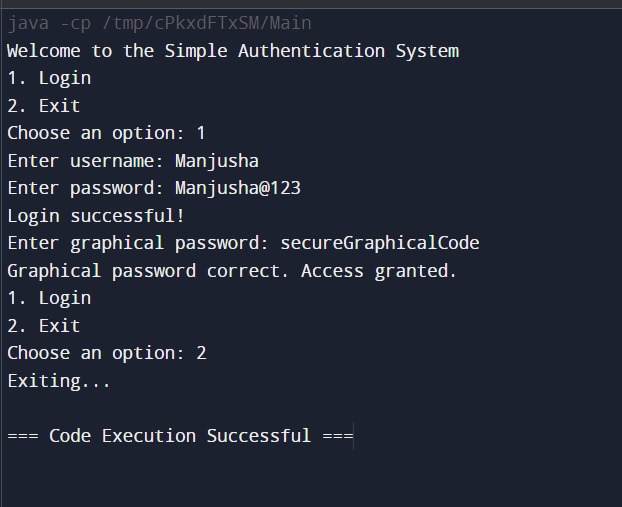 java -cp /tmp/cPkxdFTxSM/Main
Welcome to the Simple Authentication System
1. Login
2. Exit
Choose an option: 1
Enter username: Manjusha
Enter password: Manjusha@123
Login successful!
Enter graphical password: secureGraphicalCode
Graphical password correct. Access granted.
1. Login
2. Exit
Choose an option: 2
Exiting...
=== Code Execution Successful ===